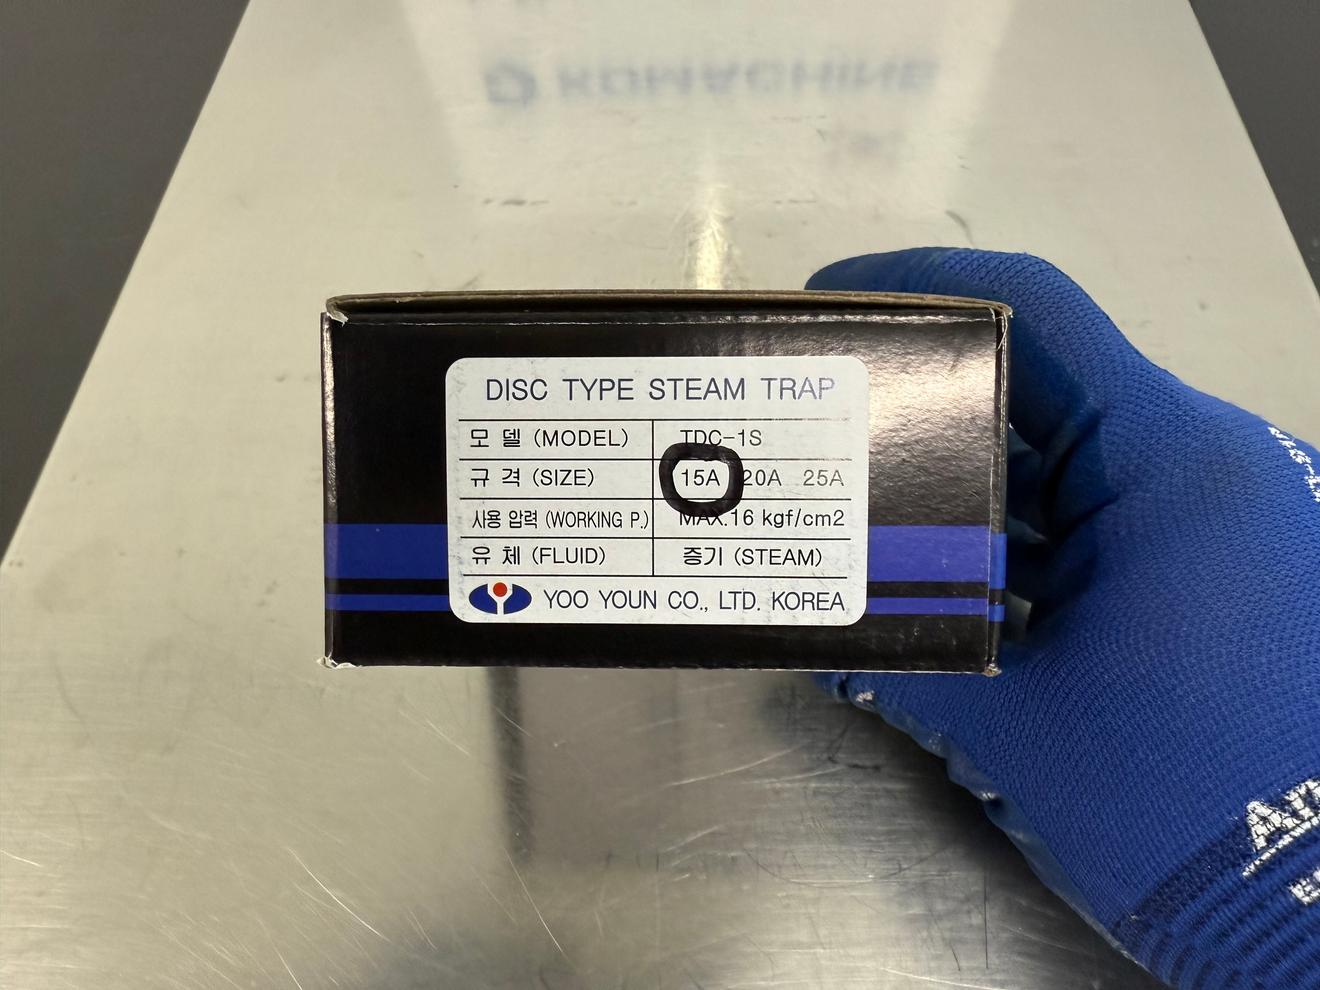 KOMACHINE
DISC TYPE STEAM TRAP
모 델 (MODEL) TDC-1S
규 격 (SIZE) 15A 20A 25A
사용 압력 (WORKING P.) MAX.16 kgf/cm2
유 체 (FLUID) 증기 (STEAM)
YOO YOUN CO., LTD. KOREA